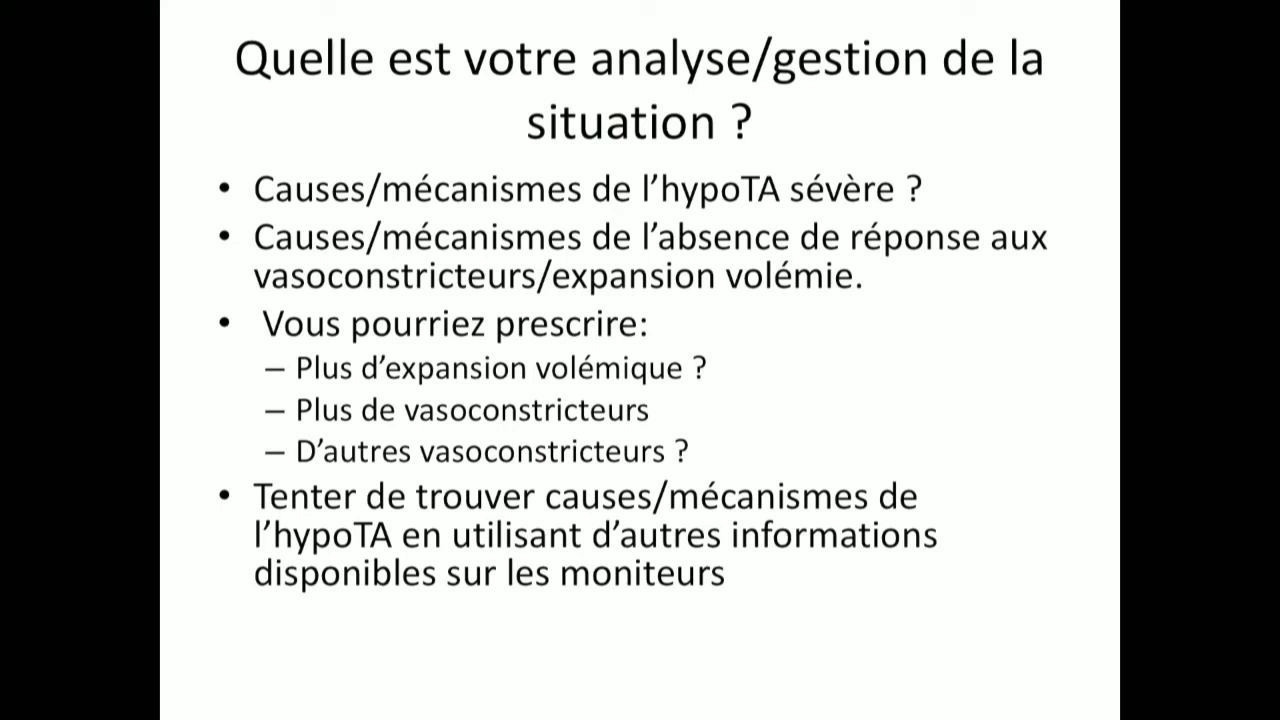 Quelle est votre analyse/gestion de la
situation ?
• Causes/mécanismes de l’hypoTA sévère ?
• Causes/mécanismes de l’absence de réponse aux
vasoconstricteurs/expansion volémie.
• Vous pourriez prescrire:
– Plus d’expansion volémique ?
– Plus de vasoconstricteurs
– D’autres vasoconstricteurs ?
• Tenter de trouver causes/mécanismes de
l’hypoTA en utilisant d’autres informations
disponibles sur les moniteurs